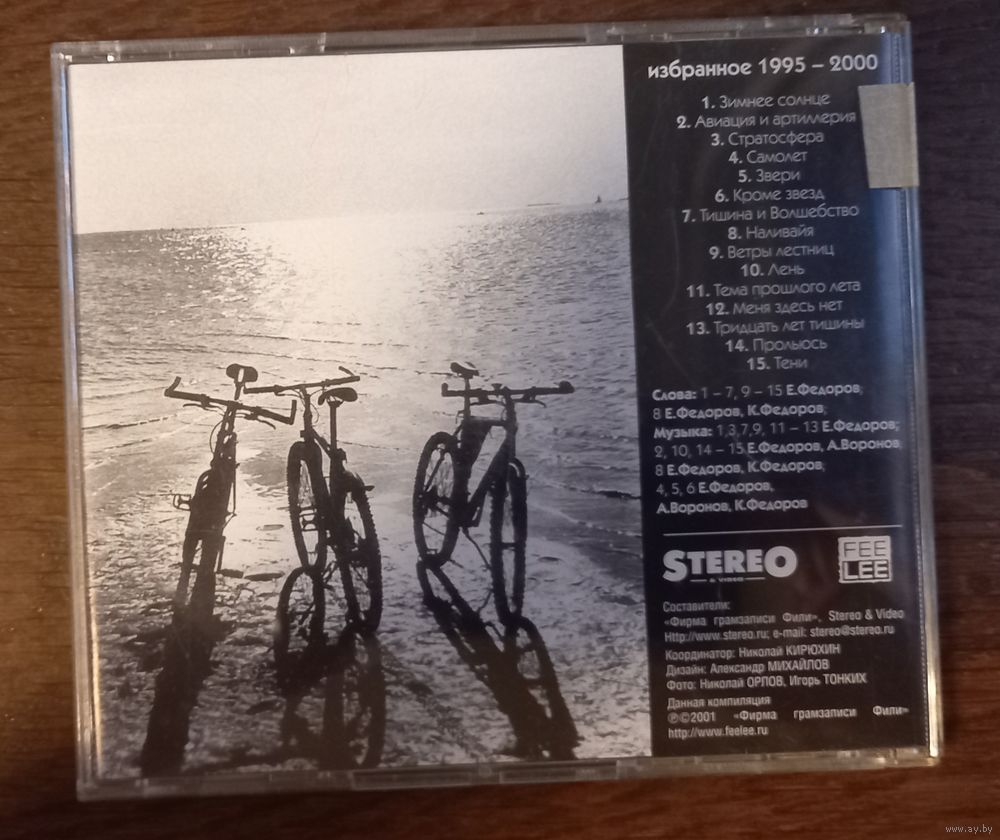 избранное 1995 – 2000
1. Зимнее солнце
2. Авиация и артиллерия
3. Стратосфера
4. Самолет
5. Звери
6. Кроме звезд
7. Тишина и Волшебство
8. Наливайя
9. Ветры лестниц
10. Лень
11. Тема прошлого лета
12. Меня здесь нет
13. Тридцать лет тишины
14. Прольюсь
15. Тени
Слова: 1 – 7, 9 – 15 Е.Федоров;
8 Е.Федоров, К.Федоров;
Музыка: 1,3,7,9, 11 – 13 Е.Федоров;
2, 10, 14 – 15 Е.Федоров, А.Воронов;
8 Е.Федоров, К.Федоров;
4, 5, 6 Е.Федоров,
А.Воронов, К.Федоров
STEREO
& VIDEO
FEE
LEE
Составители:
«Фирма грамзаписи Фили», Stereo & Video
Http://www.stereo.ru; e-mail: stereo@stereo.ru
Координатор: Николай КИРЮХИН
Дизайн: Александр МИХАЙЛОВ
Фото: Николай ОРЛОВ, Игорь ТОНКИХ
Данная компиляция
℗©2001 «Фирма грамзаписи Фили»
http://www.feelee.ru
www.ay.by